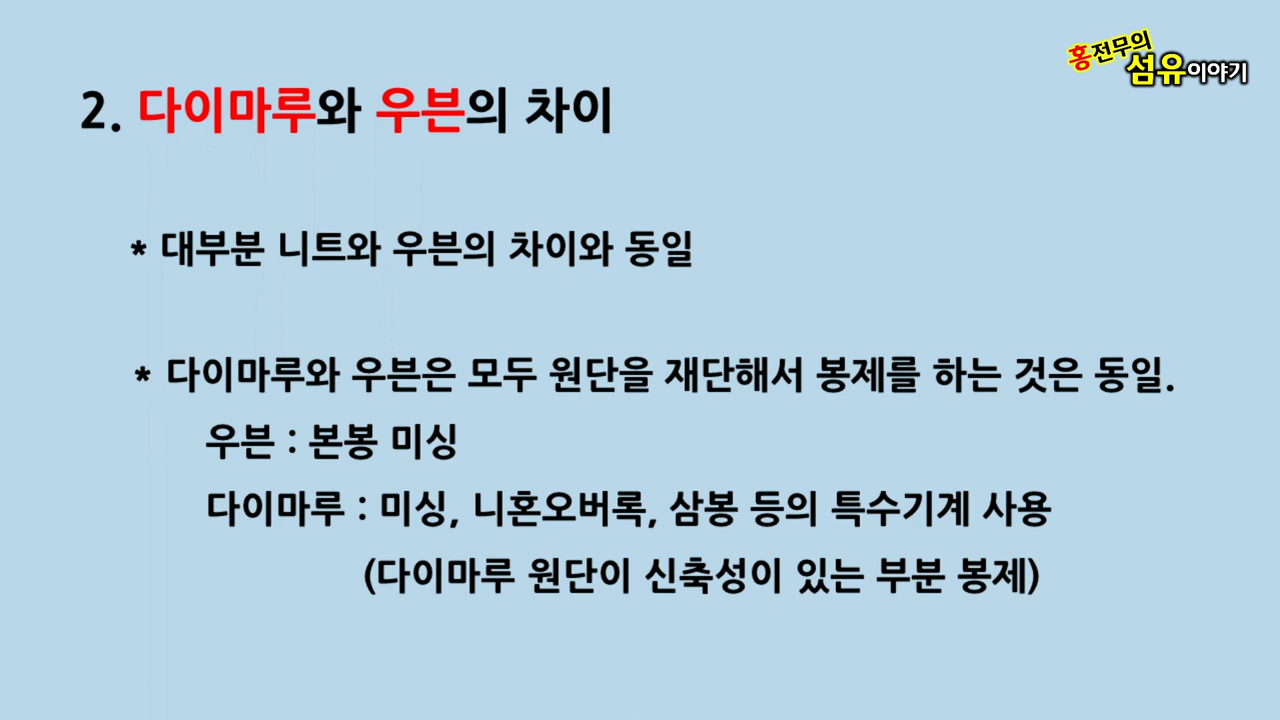 홍전무의
섬유이야기
2. 다이마루와 우븐의 차이
* 대부분 니트와 우븐의 차이와 동일
* 다이마루와 우븐은 모두 원단을 재단해서 봉제를 하는 것은 동일.
우븐 : 본봉 미싱
다이마루 : 미싱, 니혼오버록, 삼봉 등의 특수기계 사용
(다이마루 원단이 신축성이 있는 부분 봉제)